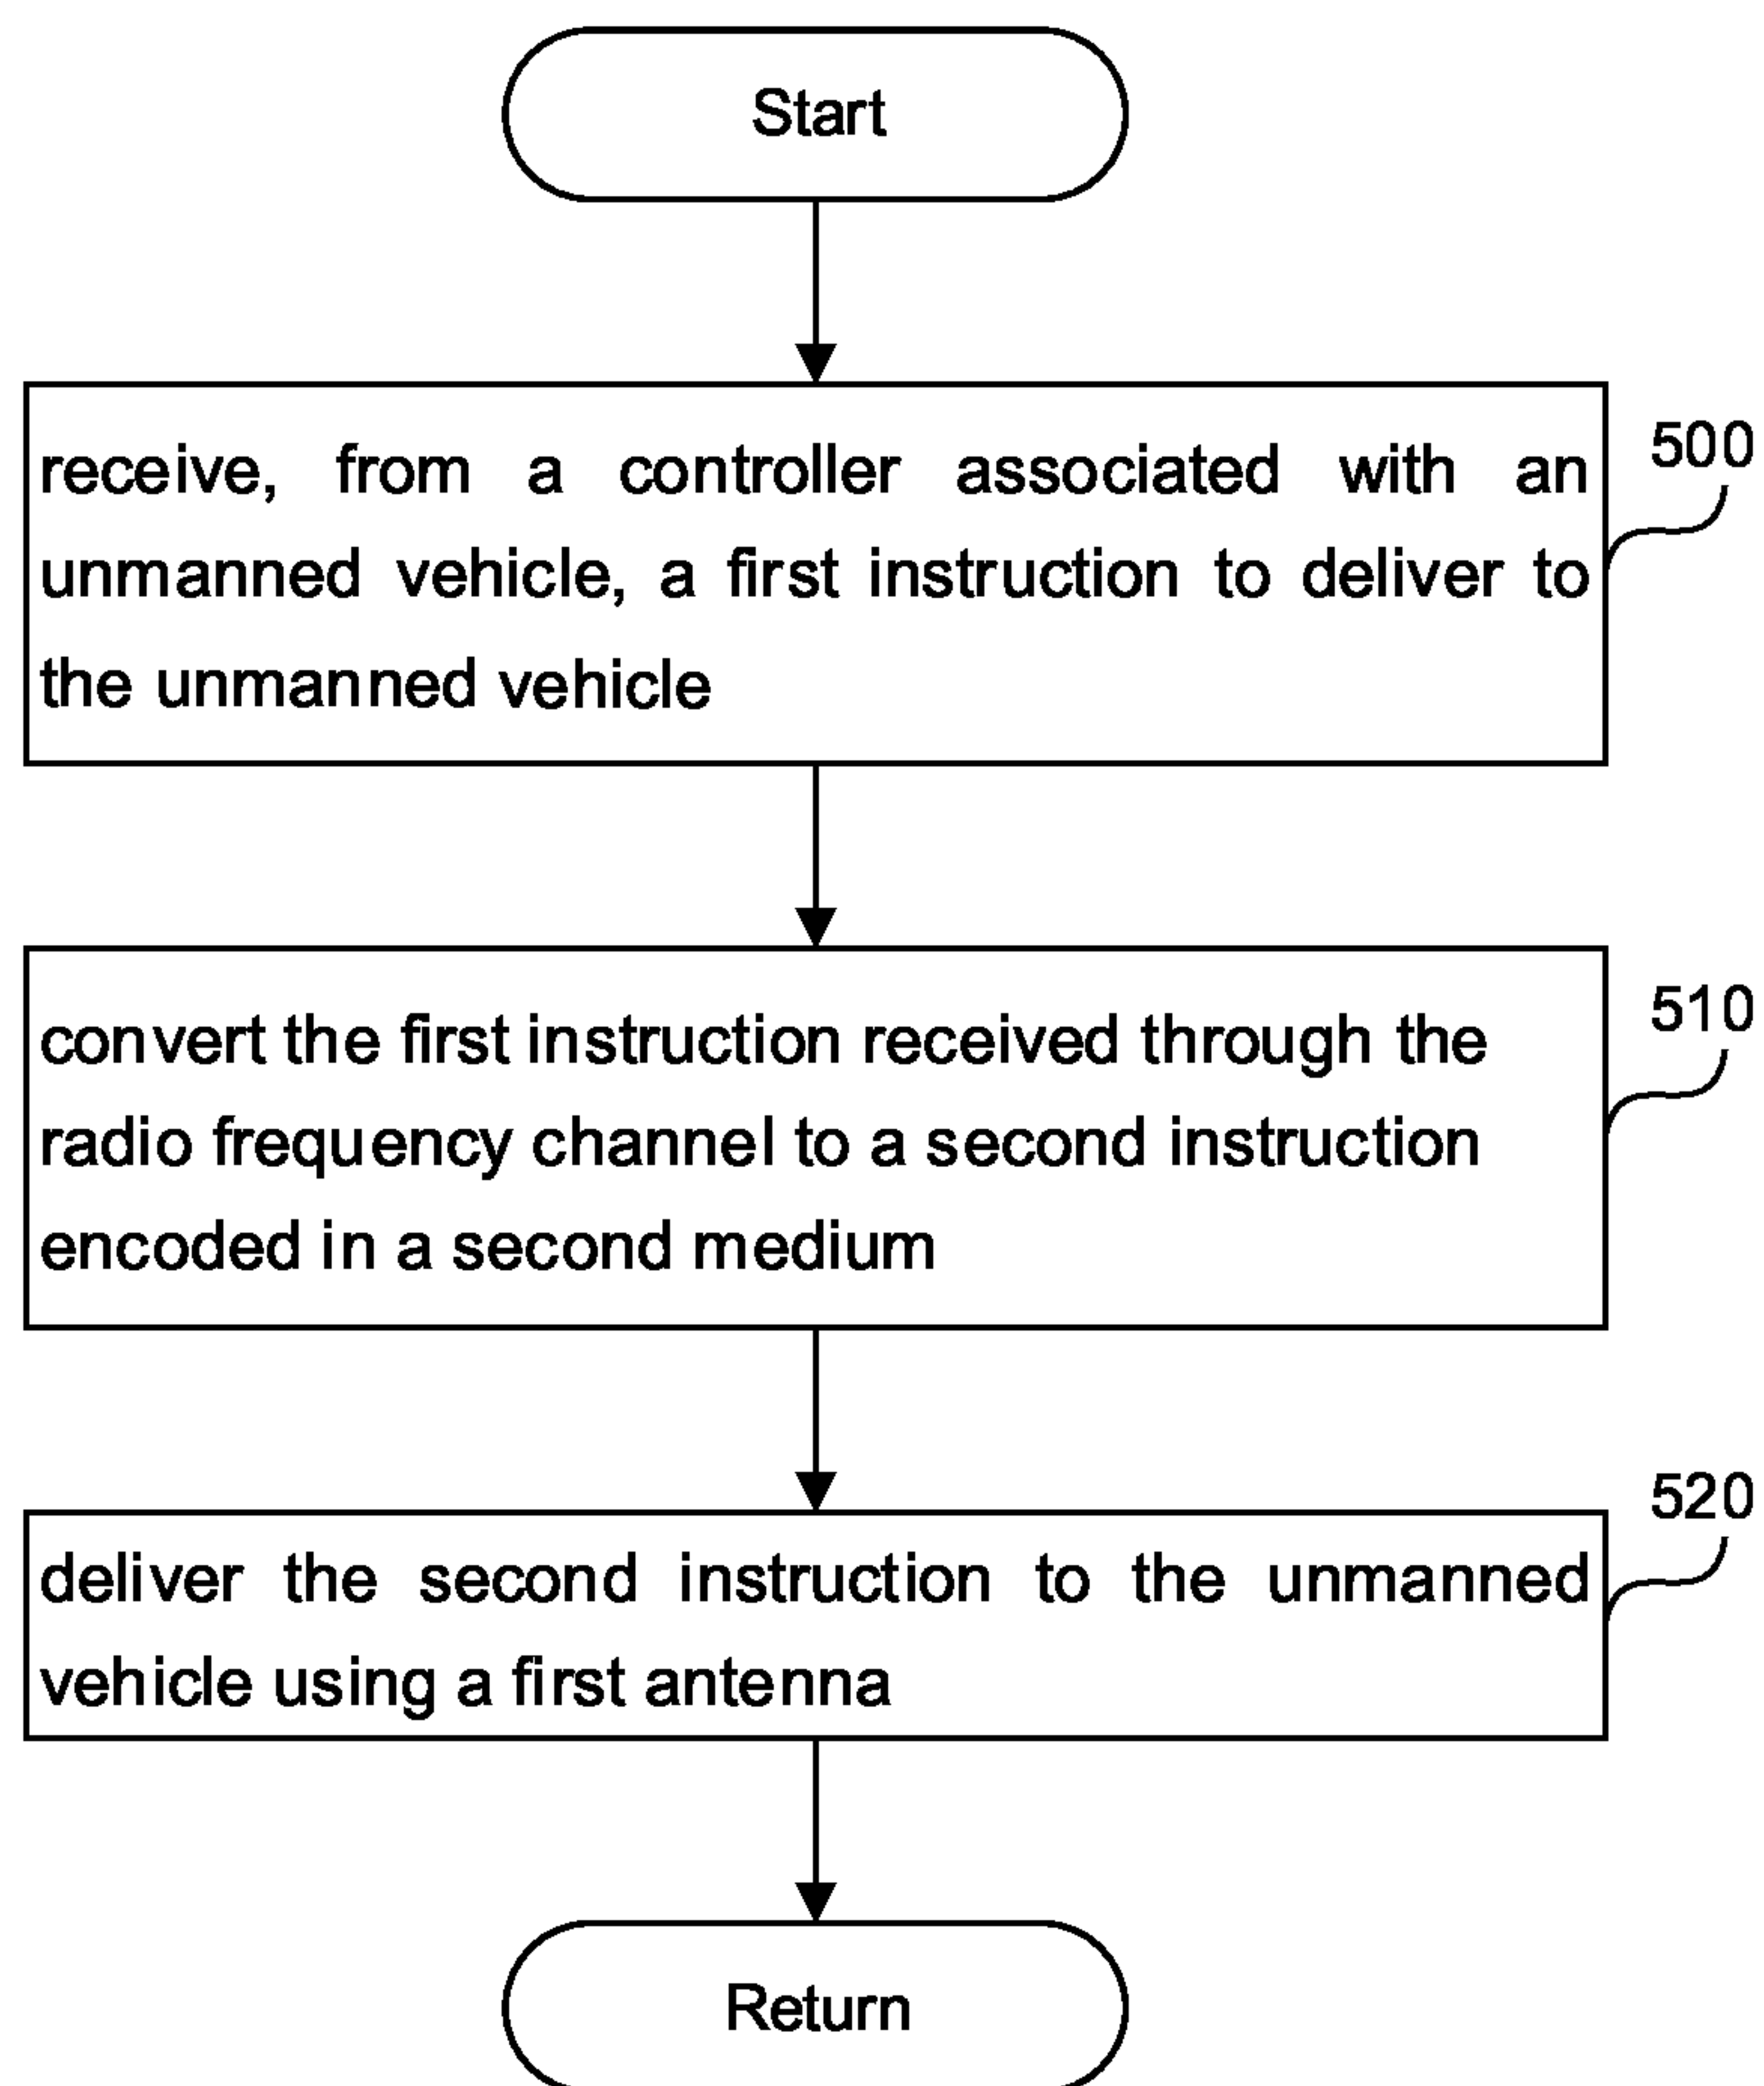 Start
receive, from a controller associated with an
500
unmanned vehicle, a first instruction to deliver to
the unmanned vehicle
convert the first instruction received through the
510
radio frequency channel to a second instruction
encoded in a second medium
520
deliver the second instruction to the unmanned
vehicle using a first antenna
Return